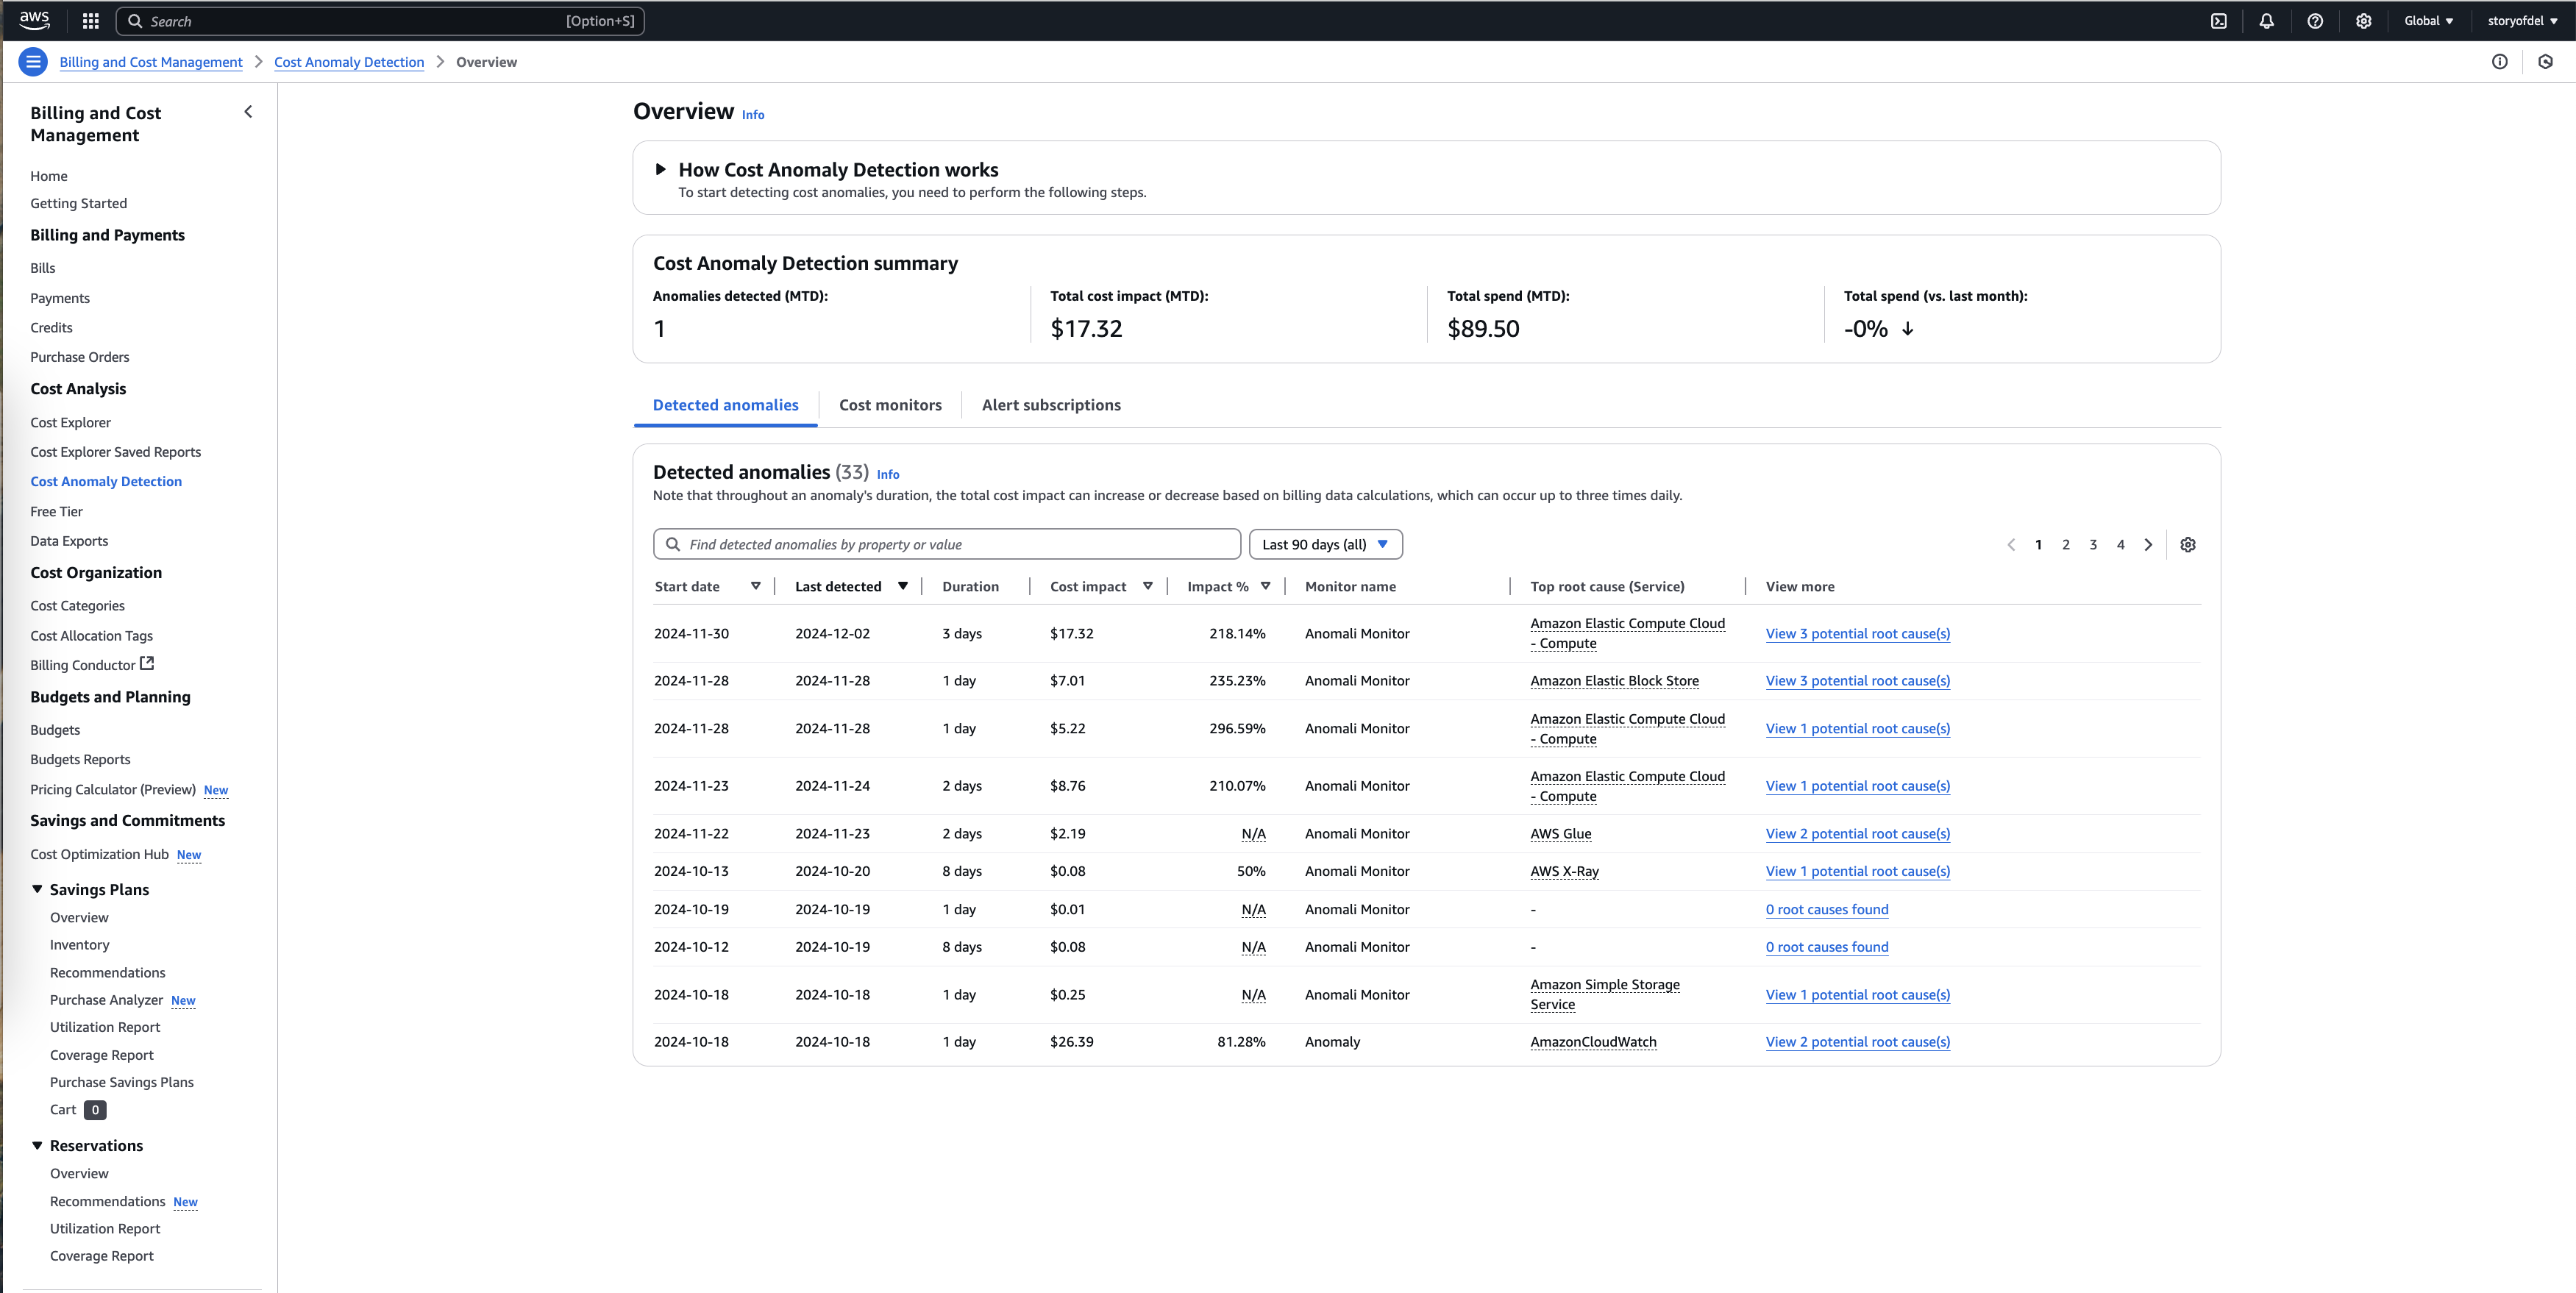 aws
Search
[Option+S]
Global
storyofdel
Billing and Cost Management
Cost Anomaly Detection
Overview
Billing and Cost
Management
Home
Getting Started
Billing and Payments
Bills
Payments
Credits
Purchase Orders
Cost Analysis
Cost Explorer
Cost Explorer Saved Reports
Cost Anomaly Detection
Free Tier
Data Exports
Cost Organization
Cost Categories
Cost Allocation Tags
Billing Conductor
Budgets and Planning
Budgets
Budgets Reports
Pricing Calculator (Preview) New
Savings and Commitments
Cost Optimization Hub New
Savings Plans
Overview
Inventory
Recommendations
Purchase Analyzer New
Utilization Report
Coverage Report
Purchase Savings Plans
Cart 0
Reservations
Overview
Recommendations New
Utilization Report
Coverage Report
Overview Info
How Cost Anomaly Detection works
To start detecting cost anomalies, you need to perform the following steps.
Cost Anomaly Detection summary
Anomalies detected (MTD):
1
Total cost impact (MTD):
$17.32
Total spend (MTD):
$89.50
Total spend (vs. last month):
-0% ↓
Detected anomalies
Cost monitors
Alert subscriptions
Detected anomalies (33) Info
Note that throughout an anomaly's duration, the total cost impact can increase or decrease based on billing data calculations, which can occur up to three times daily.
Find detected anomalies by property or value
Last 90 days (all)
1 2 3 4
Start date Last detected Duration Cost impact Impact % Monitor name Top root cause (Service) View more
2024-11-30 2024-12-02 3 days $17.32 218.14% Anomali Monitor Amazon Elastic Compute Cloud
- Compute View 3 potential root cause(s)
2024-11-28 2024-11-28 1 day $7.01 235.23% Anomali Monitor Amazon Elastic Block Store View 3 potential root cause(s)
2024-11-28 2024-11-28 1 day $5.22 296.59% Anomali Monitor Amazon Elastic Compute Cloud
- Compute View 1 potential root cause(s)
2024-11-23 2024-11-24 2 days $8.76 210.07% Anomali Monitor Amazon Elastic Compute Cloud
- Compute View 1 potential root cause(s)
2024-11-22 2024-11-23 2 days $2.19 N/A Anomali Monitor AWS Glue View 2 potential root cause(s)
2024-10-13 2024-10-20 8 days $0.08 50% Anomali Monitor AWS X-Ray View 1 potential root cause(s)
2024-10-19 2024-10-19 1 day $0.01 N/A Anomali Monitor - 0 root causes found
2024-10-12 2024-10-19 8 days $0.08 N/A Anomali Monitor - 0 root causes found
2024-10-18 2024-10-18 1 day $0.25 N/A Anomali Monitor Amazon Simple Storage
Service View 1 potential root cause(s)
2024-10-18 2024-10-18 1 day $26.39 81.28% Anomaly AmazonCloudWatch View 2 potential root cause(s)